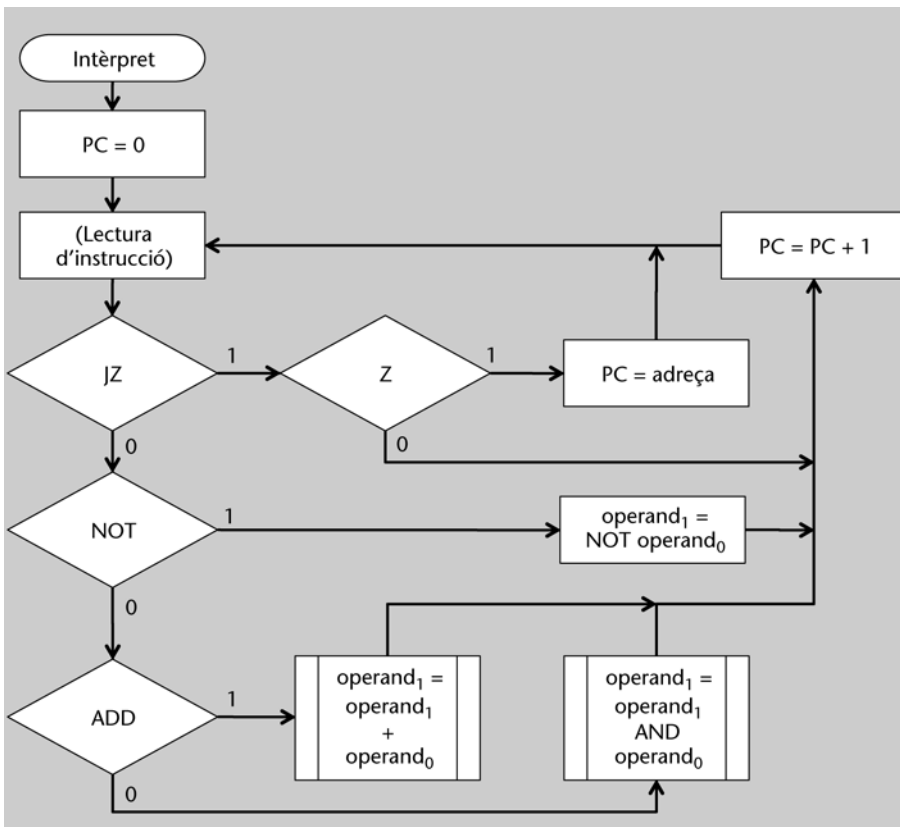 Intèrpret
PC = 0
(Lectura
d'instrucció)
PC = PC + 1
JZ
1
Z
1
PC = adreça
0
0
NOT
1
operand₁ =
NOT operand₀
0
ADD
1
operand₁ =
operand₁
+
operand₀
operand₁ =
operand₁
AND
operand₀
0